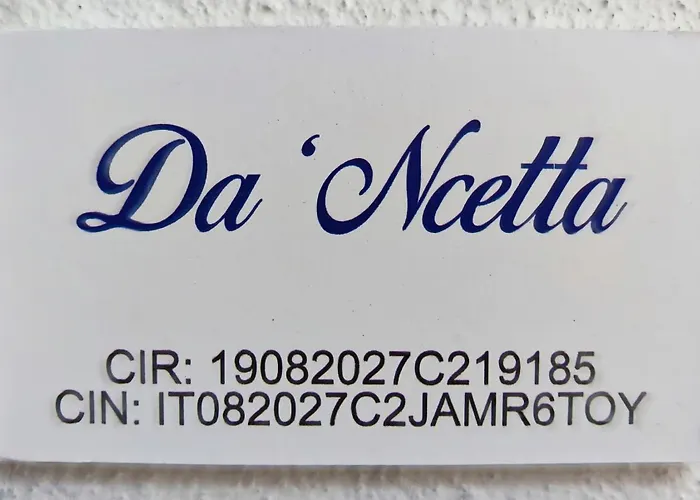 Da ‘Ncetta
CIR: 19082027C219185
CIN: IT082027C2JAMR6TOY